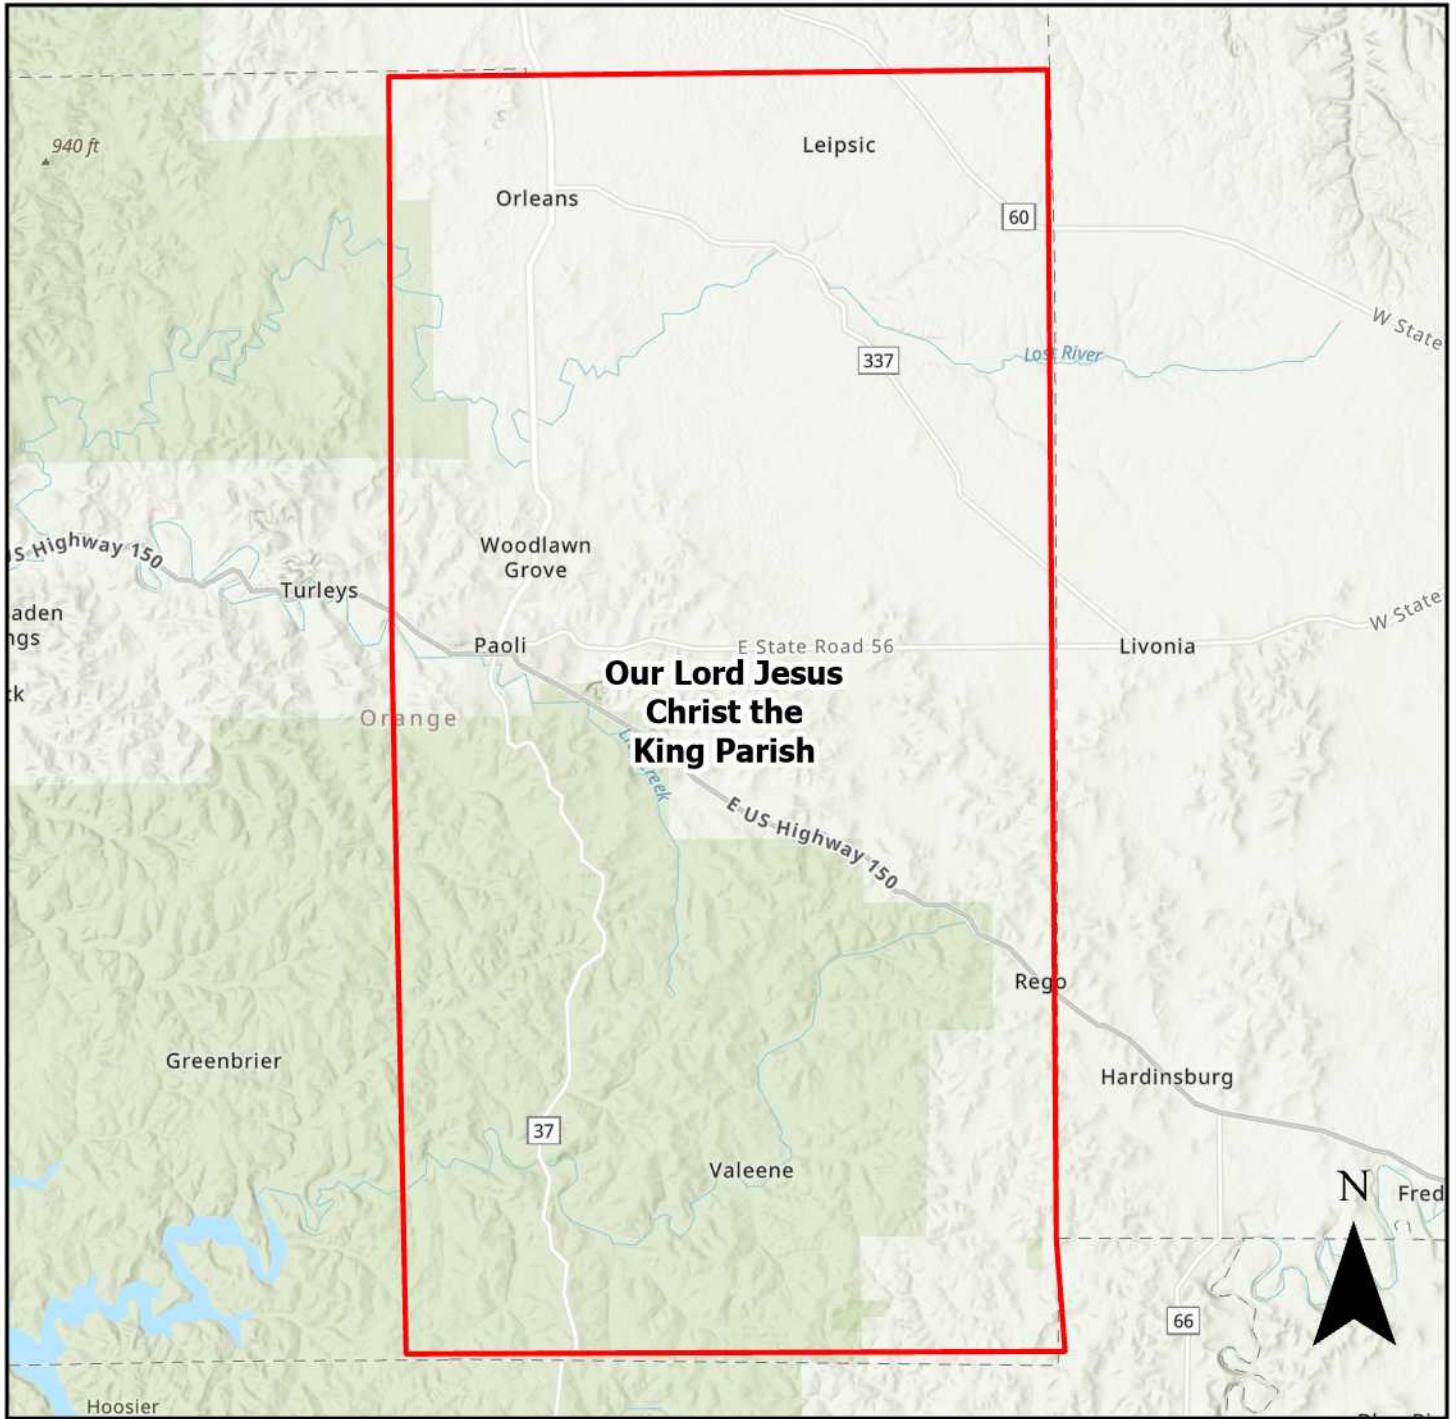 940 ft
Leipsic
Orleans
60
W State
Lost River
337
US Highway 150
Woodlawn
Grove
Turleys
aden
ngs
W State
Paoli
E State Road 56
Livonia
Our Lord Jesus
Christ the
King Parish
ck
Orange
E US Highway 150
Rego
Greenbrier
Hardinsburg
37
Valeene
N
Fred
66
Hoosier